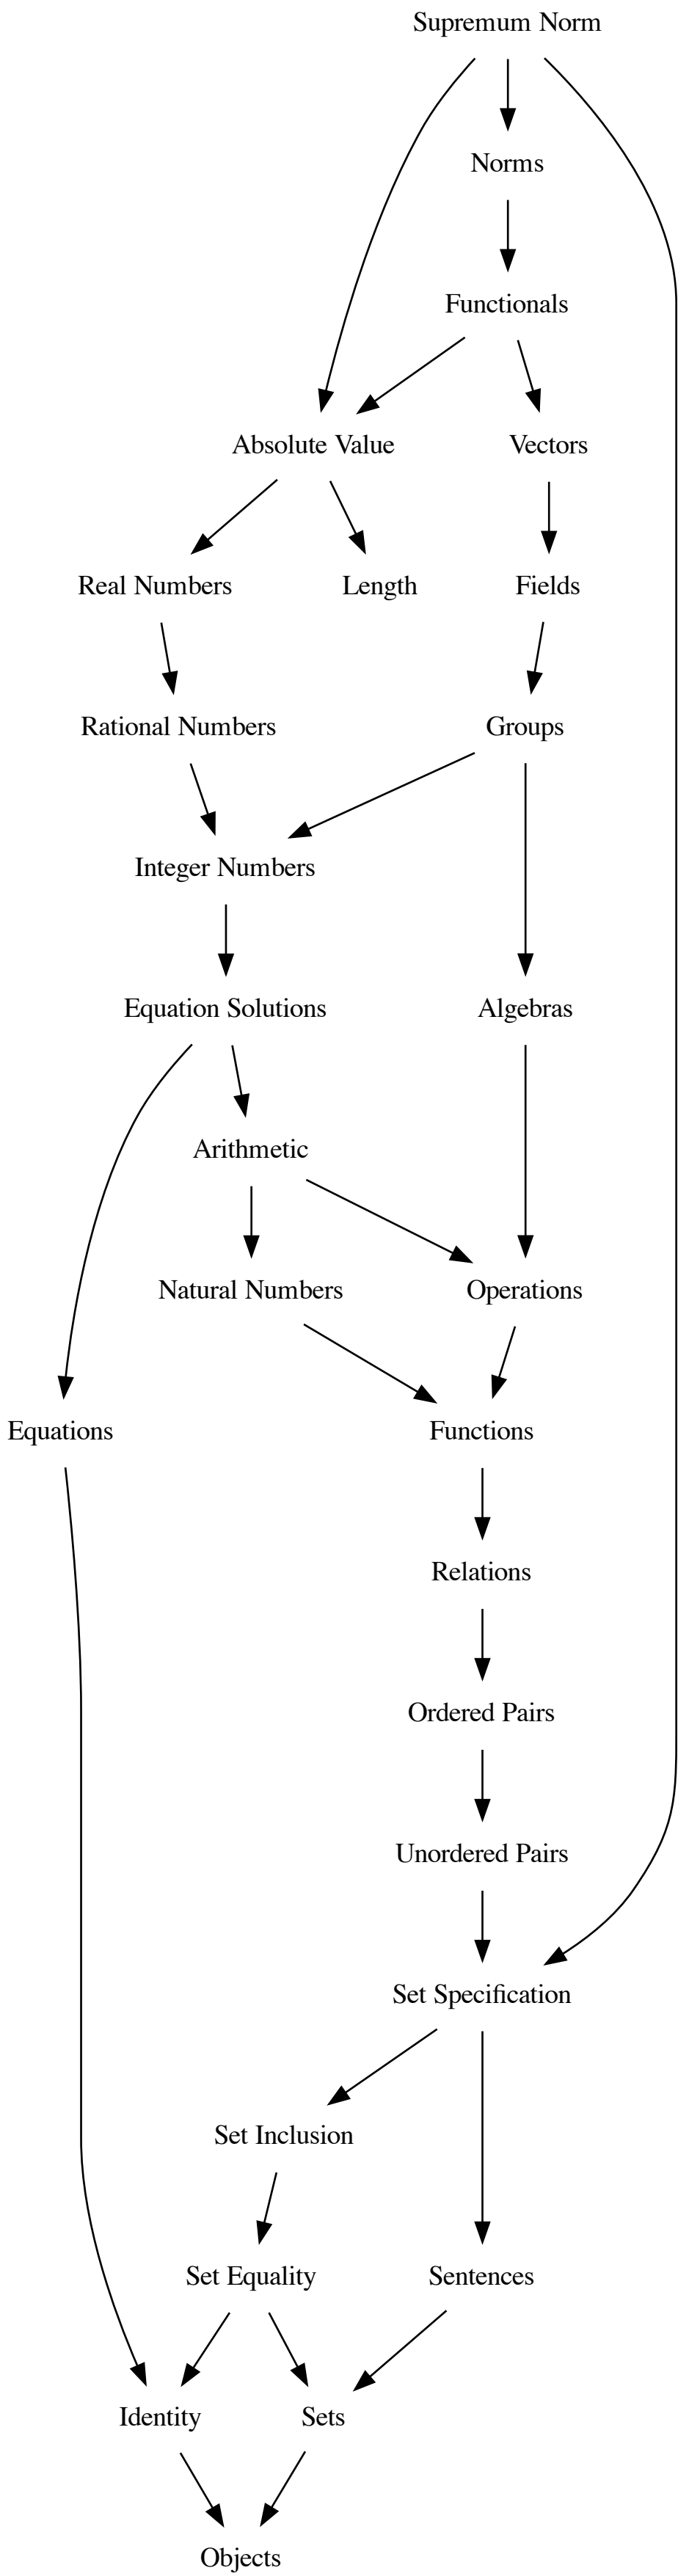 Supremum Norm
Norms
Functionals
Absolute Value
Vectors
Real Numbers
Length
Fields
Rational Numbers
Groups
Integer Numbers
Equation Solutions
Algebras
Arithmetic
Natural Numbers
Operations
Equations
Functions
Relations
Ordered Pairs
Unordered Pairs
Set Specification
Set Inclusion
Set Equality
Sentences
Identity
Sets
Objects